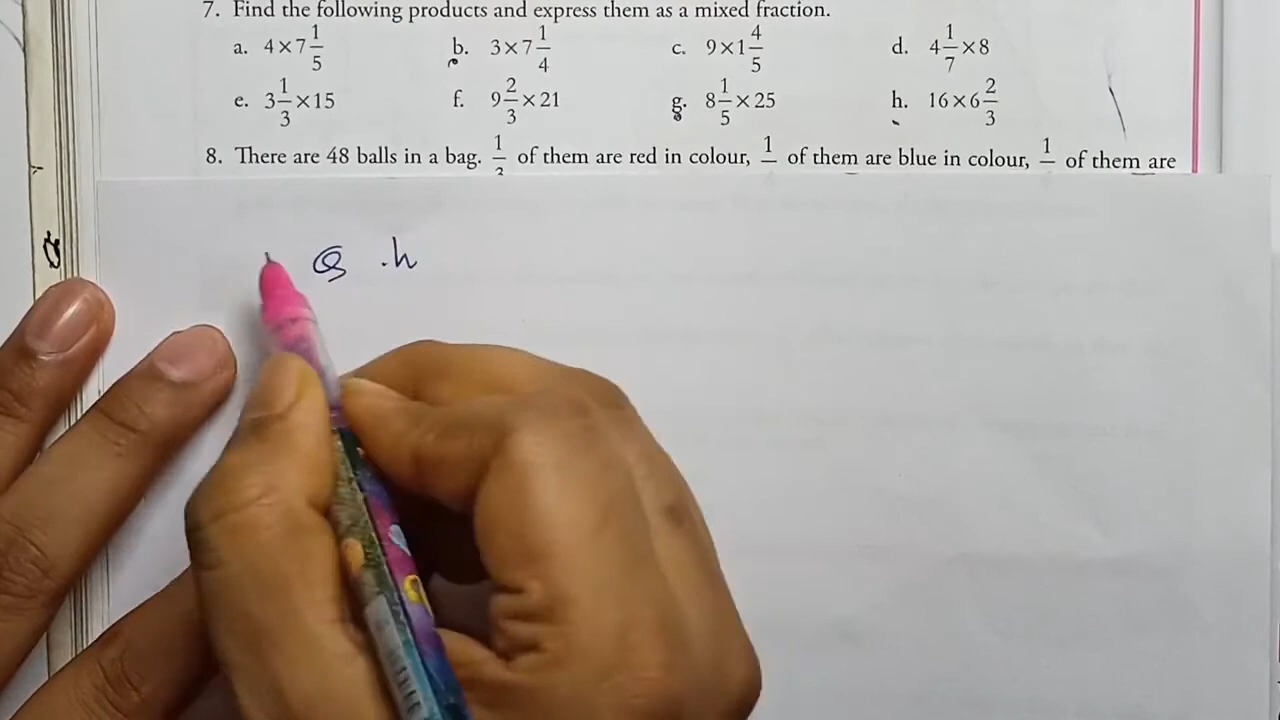 7. Find the following products and express them as a mixed fraction.
a. 4×7 1/5 b. 3×7 1/4 c. 9×1 4/5 d. 4 1/7×8
e. 3 1/3×15 f. 9 2/3×21 g. 8 1/5×25 h. 16×6 2/3
8. There are 48 balls in a bag. 1/ of them are red in colour, 1/ of them are blue in colour, 1/ of them are
Q .h